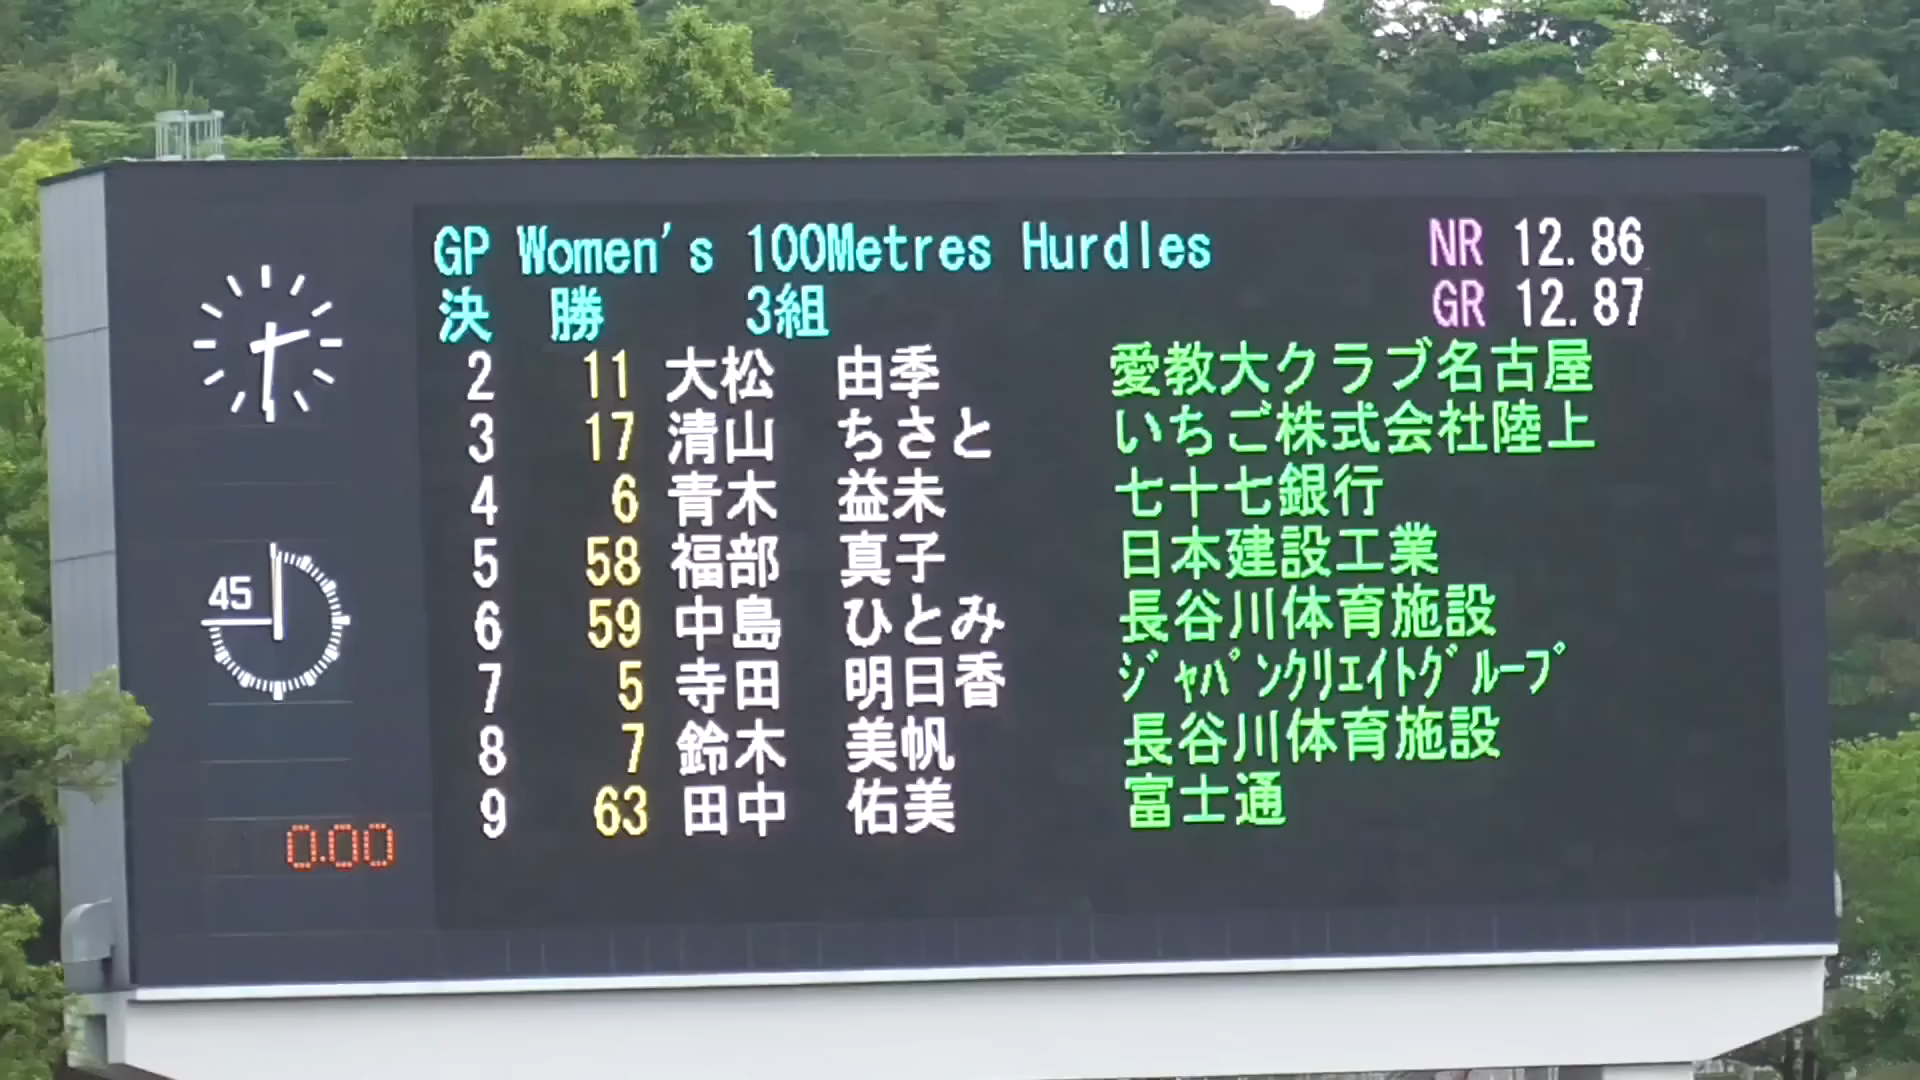 GP Women's 100Metres Hurdles NR 12.86
決 勝 3組 GR 12.87
2 11 大松 由季 愛教大クラブ名古屋
3 17 清山 ちさと いちご株式会社陸上
4 6 青木 益未 七十七銀行
5 58 福部 真子 日本建設工業
6 59 中島 ひとみ 長谷川体育施設
7 5 寺田 明日香 ｼﾞｬﾊﾟﾝｸﾘｴｲﾄｸﾞﾙｰﾌﾟ
8 7 鈴木 美帆 長谷川体育施設
9 63 田中 佑美 富士通
45
0.00